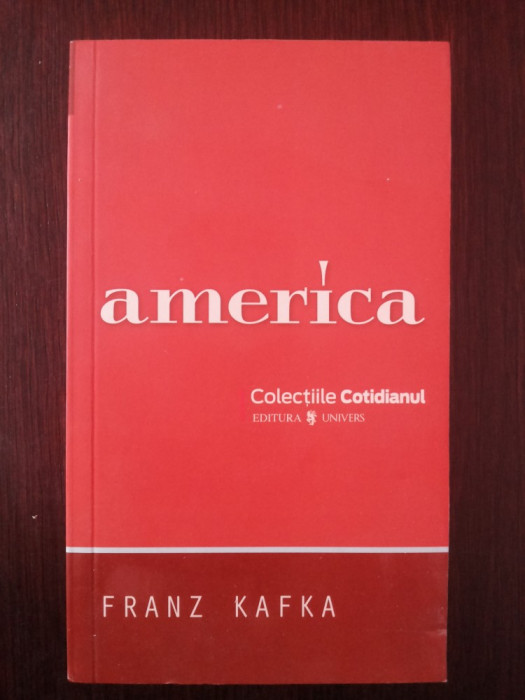 america
Colecțiile Cotidianul
EDITURA UNIVERS
FRANZ KAFKA